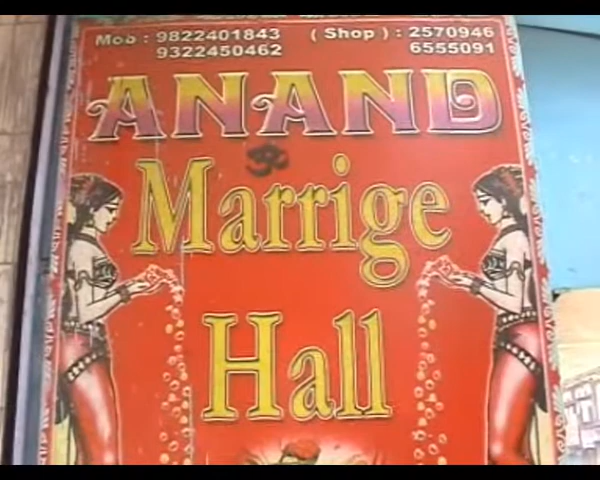 Mob : 9822401843 ( Shop ) : 2570946
9322450462 6555091
ANAND
ॐ
Marrige
Hall